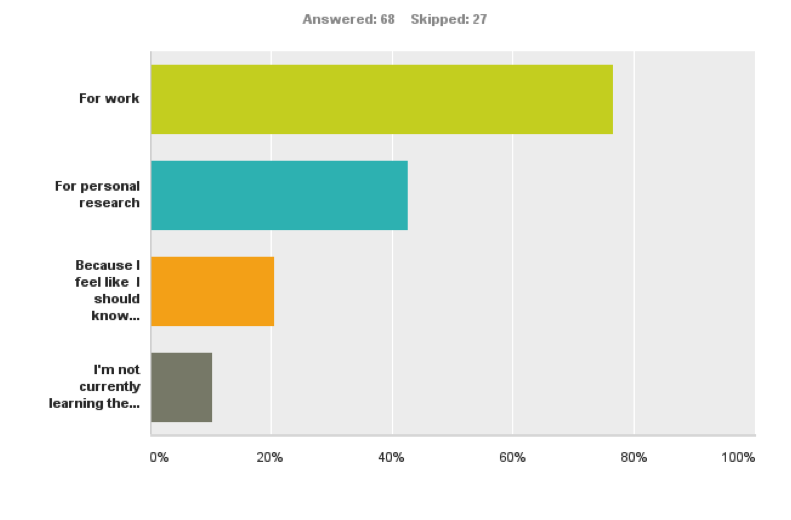 Answered: 68 Skipped: 27
For work
For personal
research
Because I
feel like I
should
know...
I'm not
currently
learning the...
0% 20% 40% 60% 80% 100%